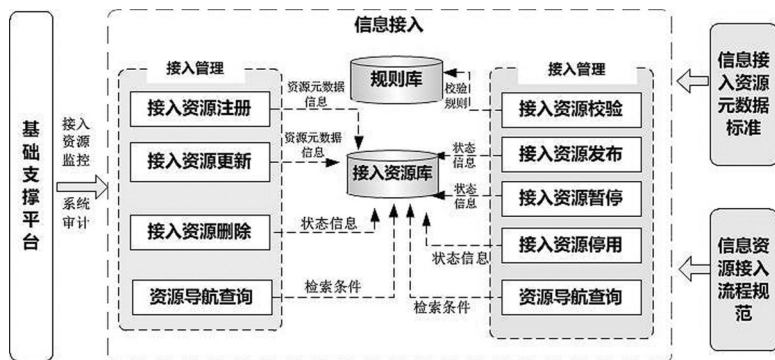 信息接入
基础支撑平台
接入
资源
监控
系统
审计
接入管理
接入资源注册
接入资源更新
接入资源删除
资源导航查询
资源元数据
信息
资源元数据
信息
状态信息
检索条件
规则库
接入资源库
校验
规则
状态
信息
状态
信息
状态信息
检索条件
接入管理
接入资源校验
接入资源发布
接入资源暂停
接入资源停用
资源导航查询
信息接
入资源
元数据
标准
信息资
源接入
流程规
范